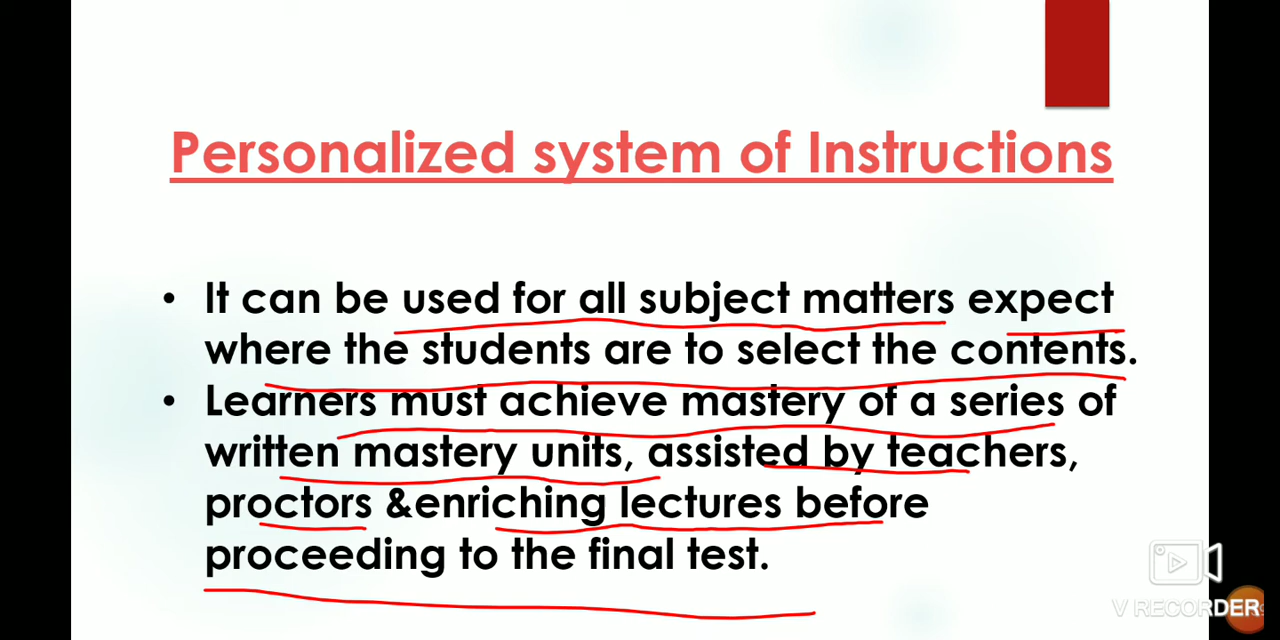 Personalized system of Instructions
• It can be used for all subject matters expect
where the students are to select the contents.
• Learners must achieve mastery of a series of
written mastery units, assisted by teachers,
proctors &enriching lectures before
proceeding to the final test.
V RECORDER